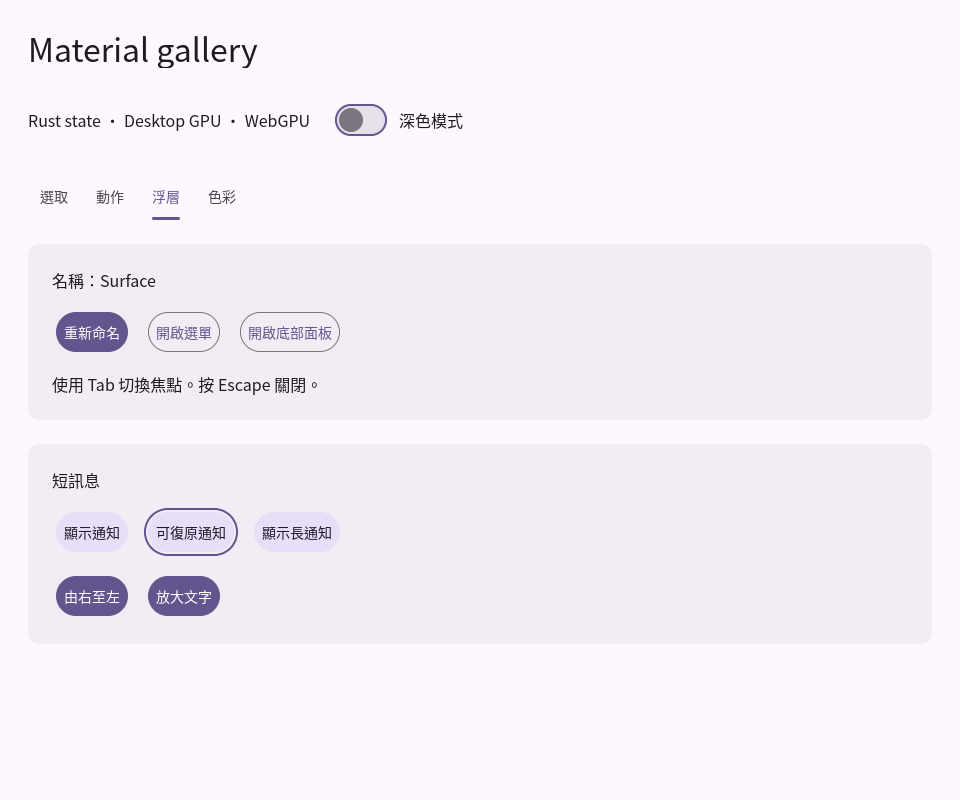 Material gallery
Rust state ・ Desktop GPU ・ WebGPU 深色模式
選取 動作 浮層 色彩
名稱：Surface
重新命名 開啟選單 開啟底部面板
使用 Tab 切換焦點。按 Escape 關閉。
短訊息
顯示通知 可復原通知 顯示長通知
由右至左 放大文字